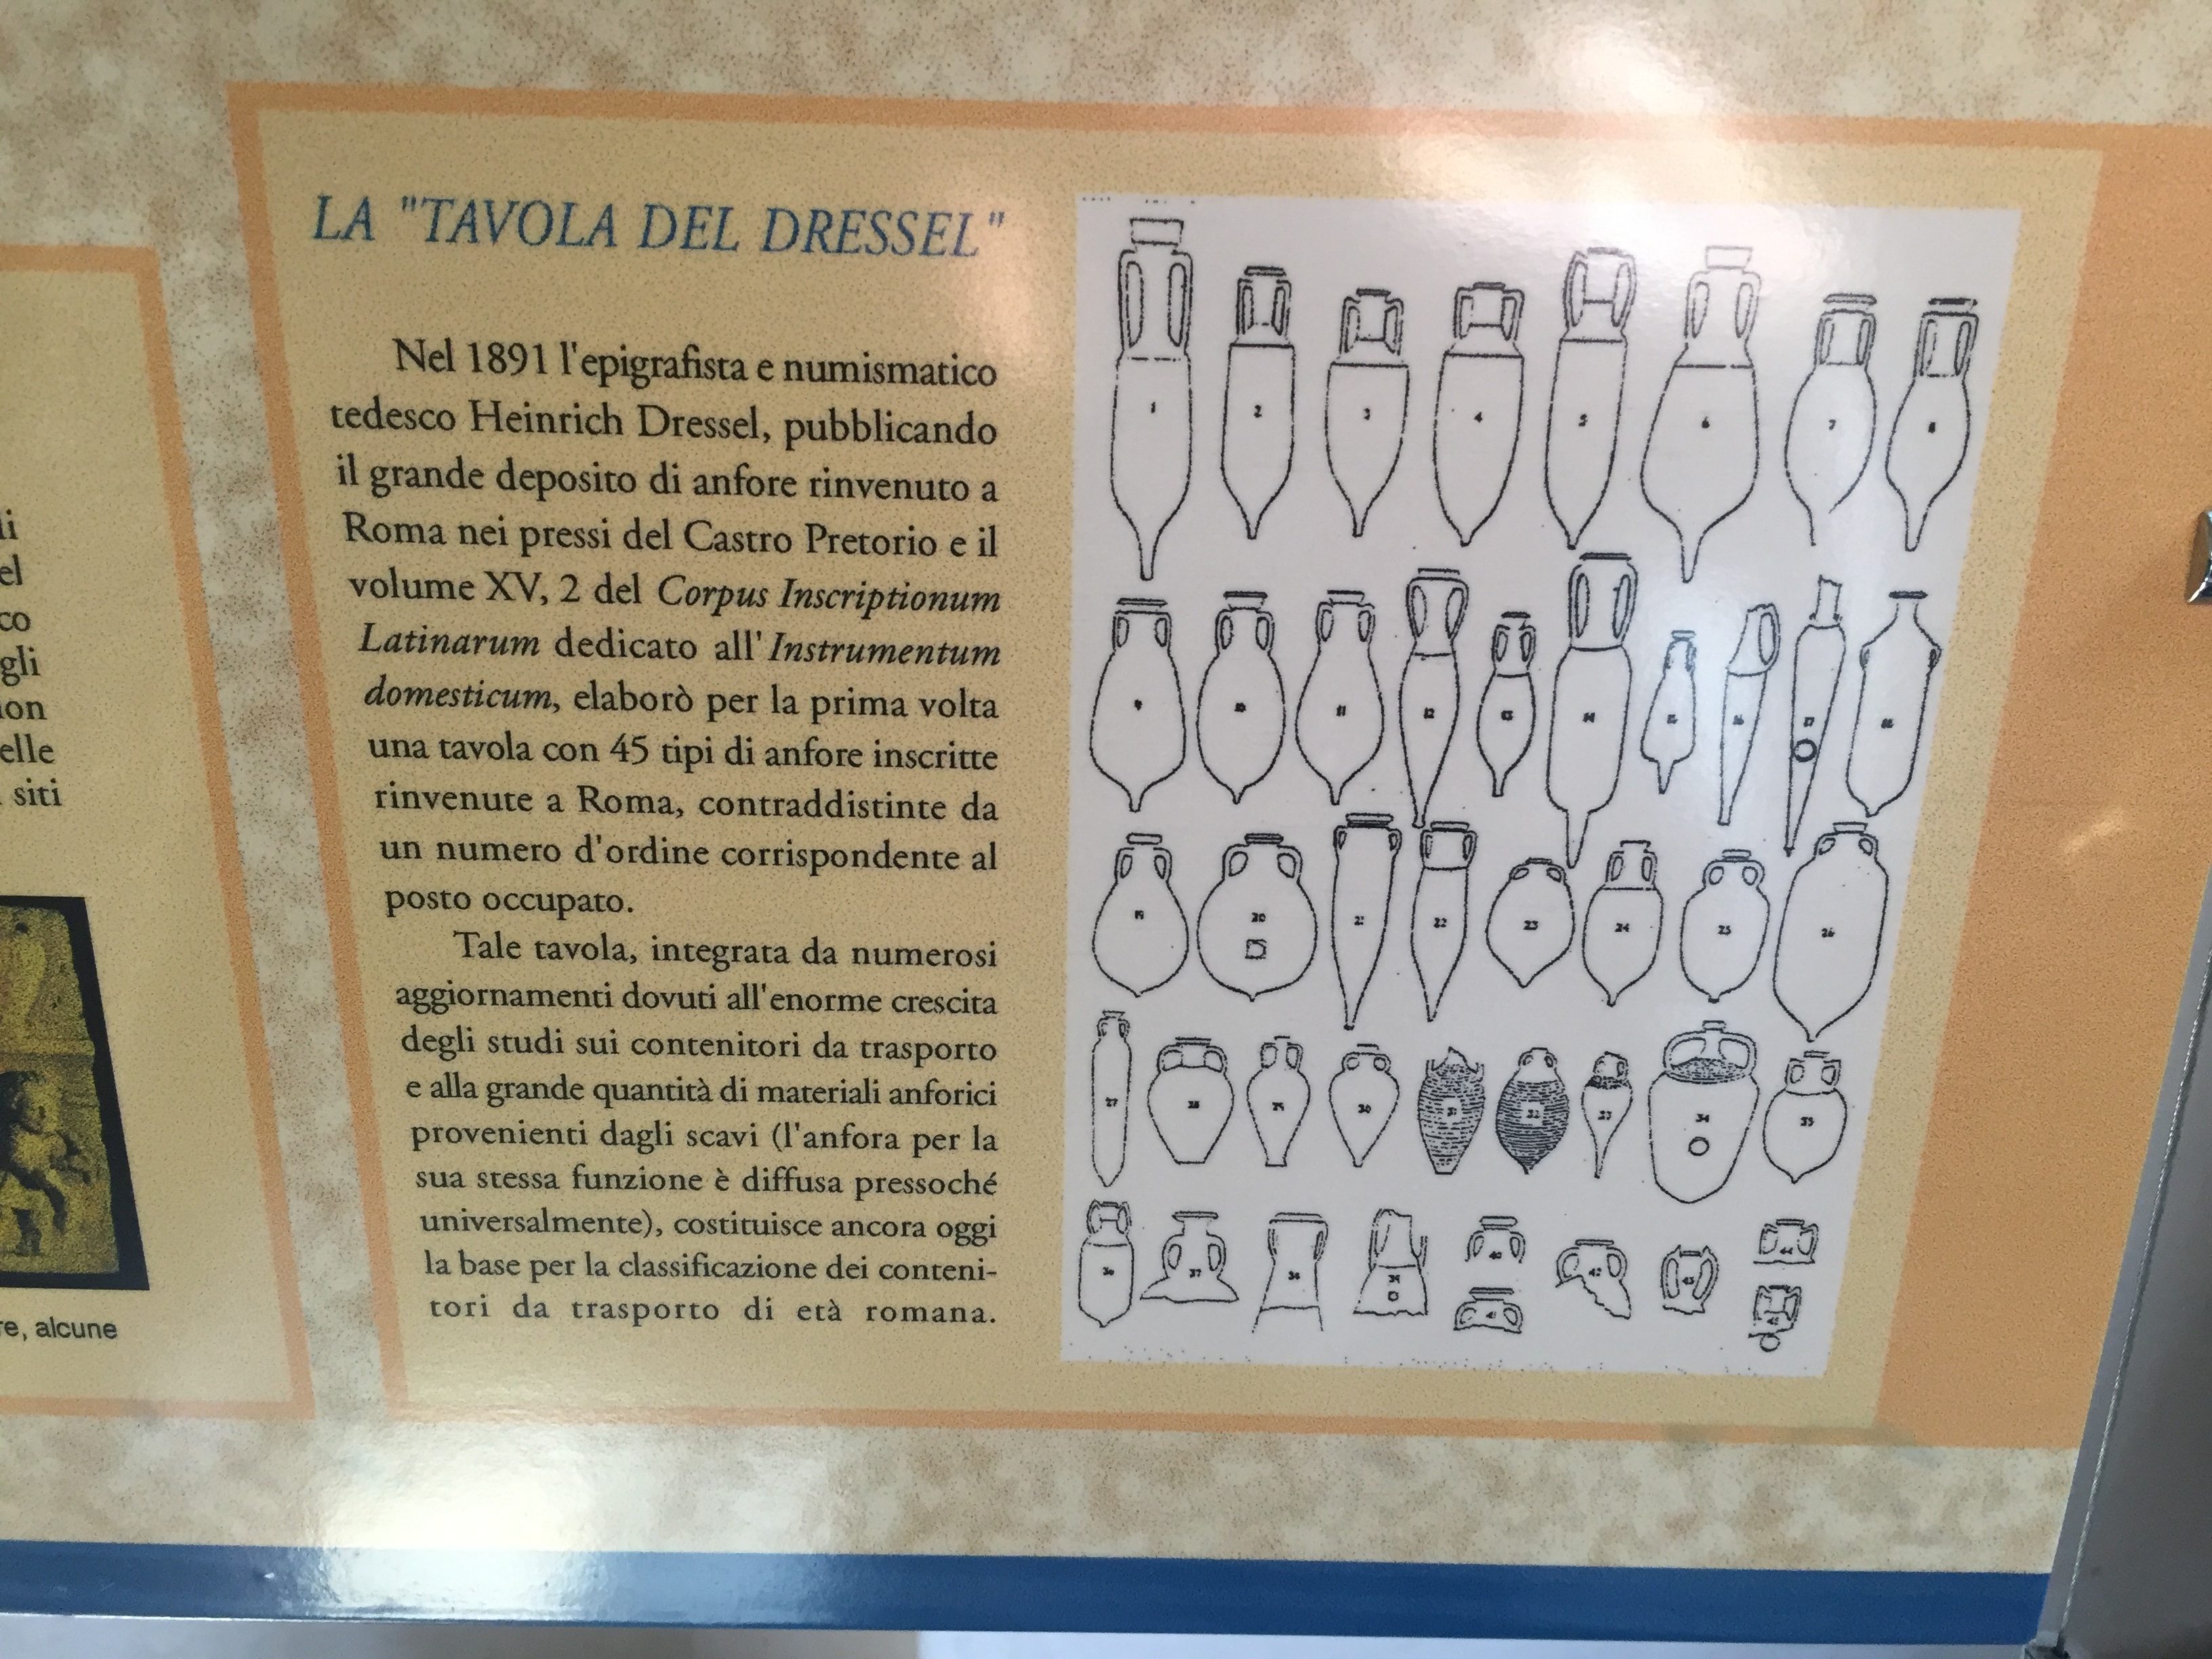 li
el
co
gli
ion
elle
siti
re, alcune
LA "TAVOLA DEL DRESSEL"
Nel 1891 l'epigrafista e numismatico
tedesco Heinrich Dressel, pubblicando
il grande deposito di anfore rinvenuto a
Roma nei pressi del Castro Pretorio e il
volume XV, 2 del Corpus Inscriptionum
Latinarum dedicato all'Instrumentum
domesticum, elaborò per la prima volta
una tavola con 45 tipi di anfore inscritte
rinvenute a Roma, contraddistinte da
un numero d'ordine corrispondente al
posto occupato.
Tale tavola, integrata da numerosi
aggiornamenti dovuti all'enorme crescita
degli studi sui contenitori da trasporto
e alla grande quantità di materiali anforici
provenienti dagli scavi (l'anfora per la
sua stessa funzione è diffusa pressoché
universalmente), costituisce ancora oggi
la base per la classificazione dei conteni-
tori da trasporto di età romana.
1 2 3 4 5 6 7 8
9 10 11 12 13 14 15 16 17 18
19 20 21 22 23 24 25 26
27 28 29 30 31 32 33 34 35
36 37 38 39 40 42 43 44
41 45